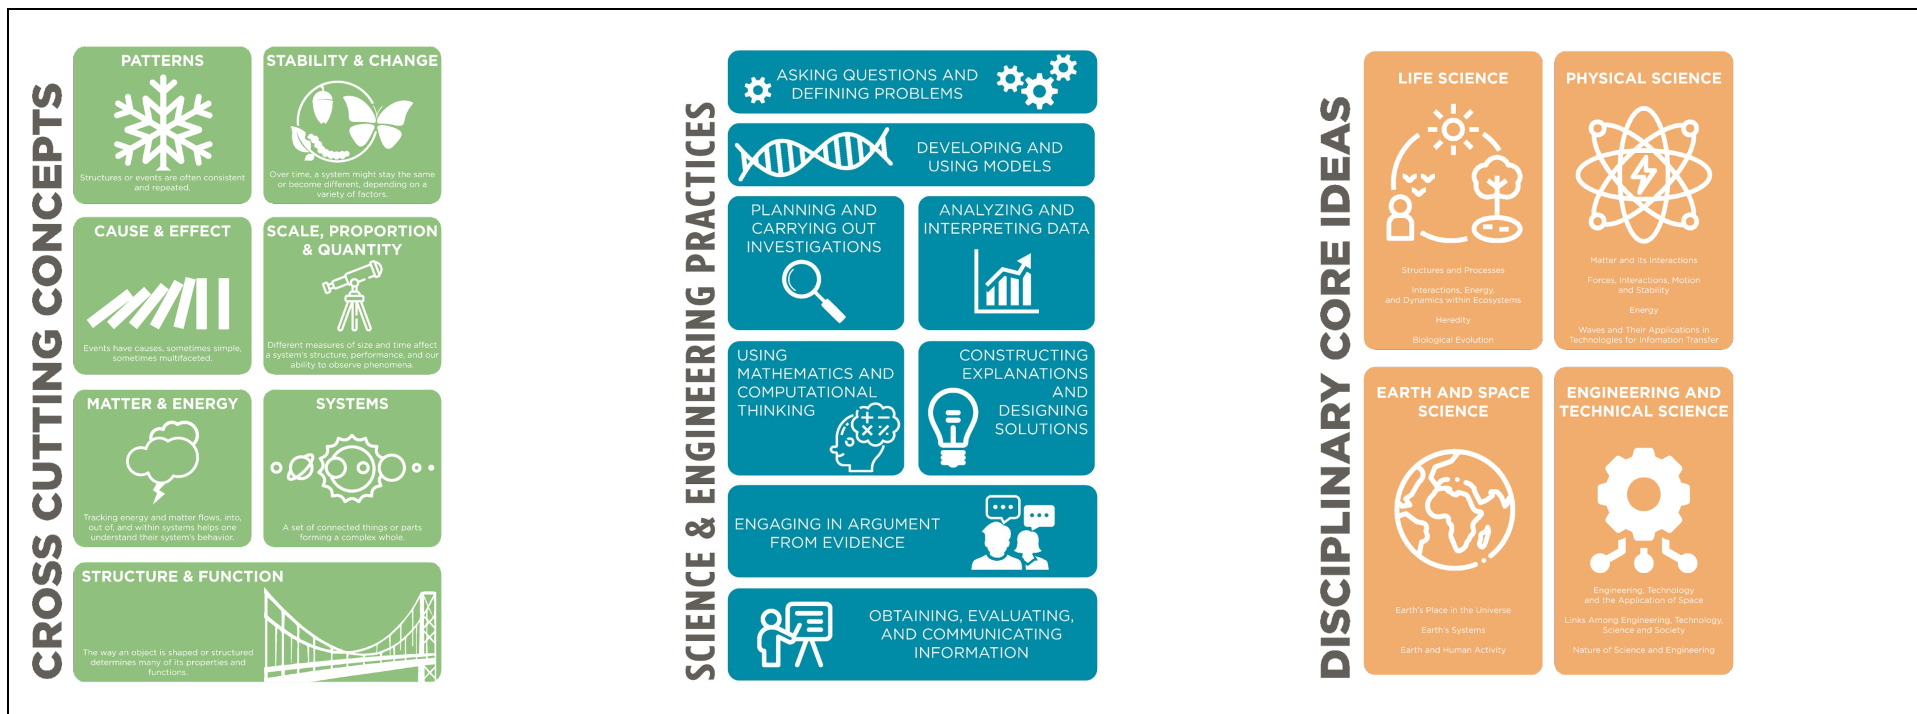 CROSS CUTTING CONCEPTS
PATTERNS
Structures or events are often consistent
and repeated.
STABILITY & CHANGE
Over time, a system might stay the same
or become different, depending on a
variety of factors.
CAUSE & EFFECT
Events have causes, sometimes simple,
sometimes multifaceted.
SCALE, PROPORTION
& QUANTITY
Different measures of size and time affect
a system's structure, performance, and our
ability to observe phenomena.
MATTER & ENERGY
Tracking energy and matter flows, into,
out of, and within systems helps one
understand their system's behavior.
SYSTEMS
A set of connected things or parts
forming a complex whole.
STRUCTURE & FUNCTION
The way an object is shaped or structured
determines many of its properties and
functions.
SCIENCE & ENGINEERING PRACTICES
ASKING QUESTIONS AND
DEFINING PROBLEMS
DEVELOPING AND
USING MODELS
PLANNING AND
CARRYING OUT
INVESTIGATIONS
ANALYZING AND
INTERPRETING DATA
USING
MATHEMATICS AND
COMPUTATIONAL
THINKING
CONSTRUCTING
EXPLANATIONS
AND
DESIGNING
SOLUTIONS
ENGAGING IN ARGUMENT
FROM EVIDENCE
OBTAINING, EVALUATING,
AND COMMUNICATING
INFORMATION
DISCIPLINARY CORE IDEAS
LIFE SCIENCE
Structures and Processes
Interactions, Energy,
and Dynamics within Ecosystems
Heredity
Biological Evolution
PHYSICAL SCIENCE
Matter and Its Interactions
Forces, Interactions, Motion
and Stability
Energy
Waves and Their Applications in
Technologies for Infomation Transfer
EARTH AND SPACE
SCIENCE
Earth's Place in the Universe
Earth's Systems
Earth and Human Activity
ENGINEERING AND
TECHNICAL SCIENCE
Engineering, Technology
and the Application of Space
Links Among Engineering, Technology,
Science and Society
Nature of Science and Engineering